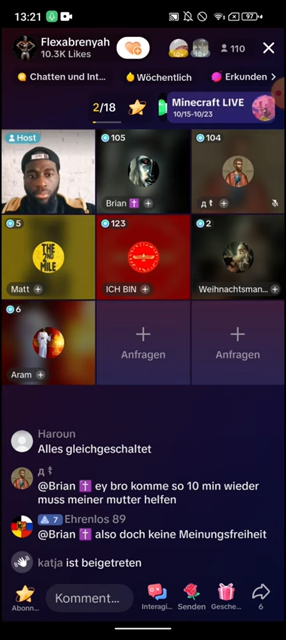 13:21
97
Flexabrenyah
10.3K Likes
110
Chatten und Int...
Wöchentlich
Erkunden >
2/18
Minecraft LIVE
10/15-10/23
Host
105
104
Brian ✝️ +
д ⚕ +
5
123
2
THE 2ND MILE
Matt +
ICH BIN +
Weihnachtsman... +
6
Aram +
Anfragen
Anfragen
Haroun
Alles gleichgeschaltet
д ⚕
@Brian ✝️ ey bro komme so 10 min wieder
muss meiner mutter helfen
7 Ehrenlos 89
@Brian ✝️ also doch keine Meinungsfreiheit
katja ist beigetreten
Abonn...
Komment...
Interagi...
Senden
Gesche...
6